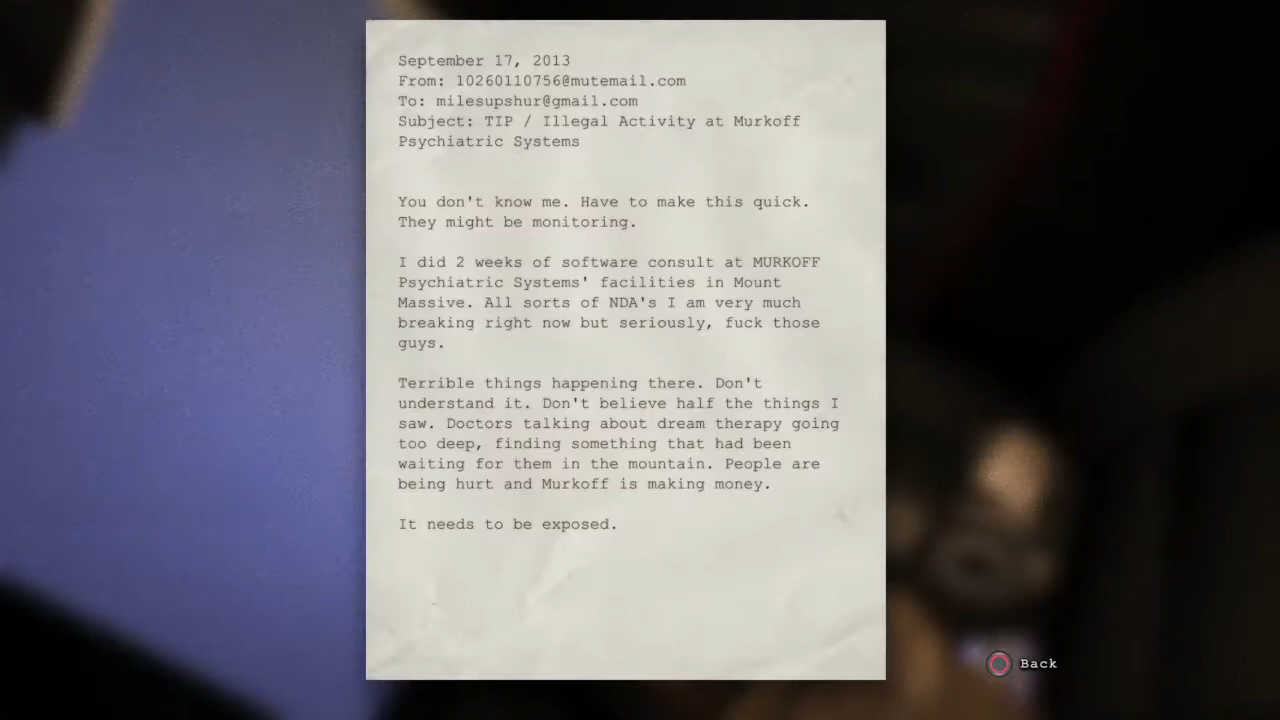 September 17, 2013
From: 10260110756@mutemail.com
To: milesupshur@gmail.com
Subject: TIP / Illegal Activity at Murkoff
Psychiatric Systems
You don't know me. Have to make this quick.
They might be monitoring.
I did 2 weeks of software consult at MURKOFF
Psychiatric Systems' facilities in Mount
Massive. All sorts of NDA's I am very much
breaking right now but seriously, fuck those
guys.
Terrible things happening there. Don't
understand it. Don't believe half the things I
saw. Doctors talking about dream therapy going
too deep, finding something that had been
waiting for them in the mountain. People are
being hurt and Murkoff is making money.
It needs to be exposed.
Back